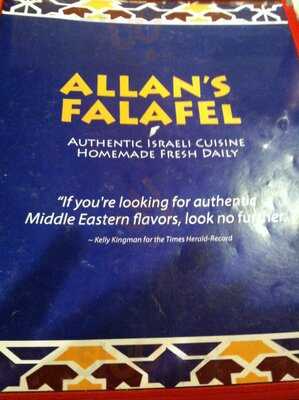 ALLAN'S
FALAFEL
AUTHENTIC ISRAELI CUISINE
HOMEMADE FRESH DAILY
"If you're looking for authentic
Middle Eastern flavors, look no further."
~ Kelly Kingman for the Times Herald-Record